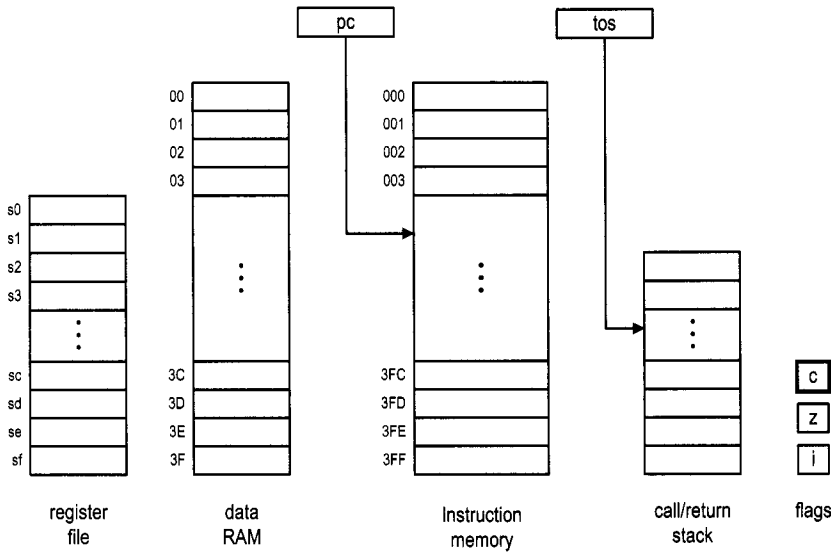 pc
tos
00
01
02
03
3C
3D
3E
3F
000
001
002
003
3FC
3FD
3FE
3FF
s0
s1
s2
s3
sc
sd
se
sf
c
z
i
register
file
data
RAM
Instruction
memory
call/return
stack
flags